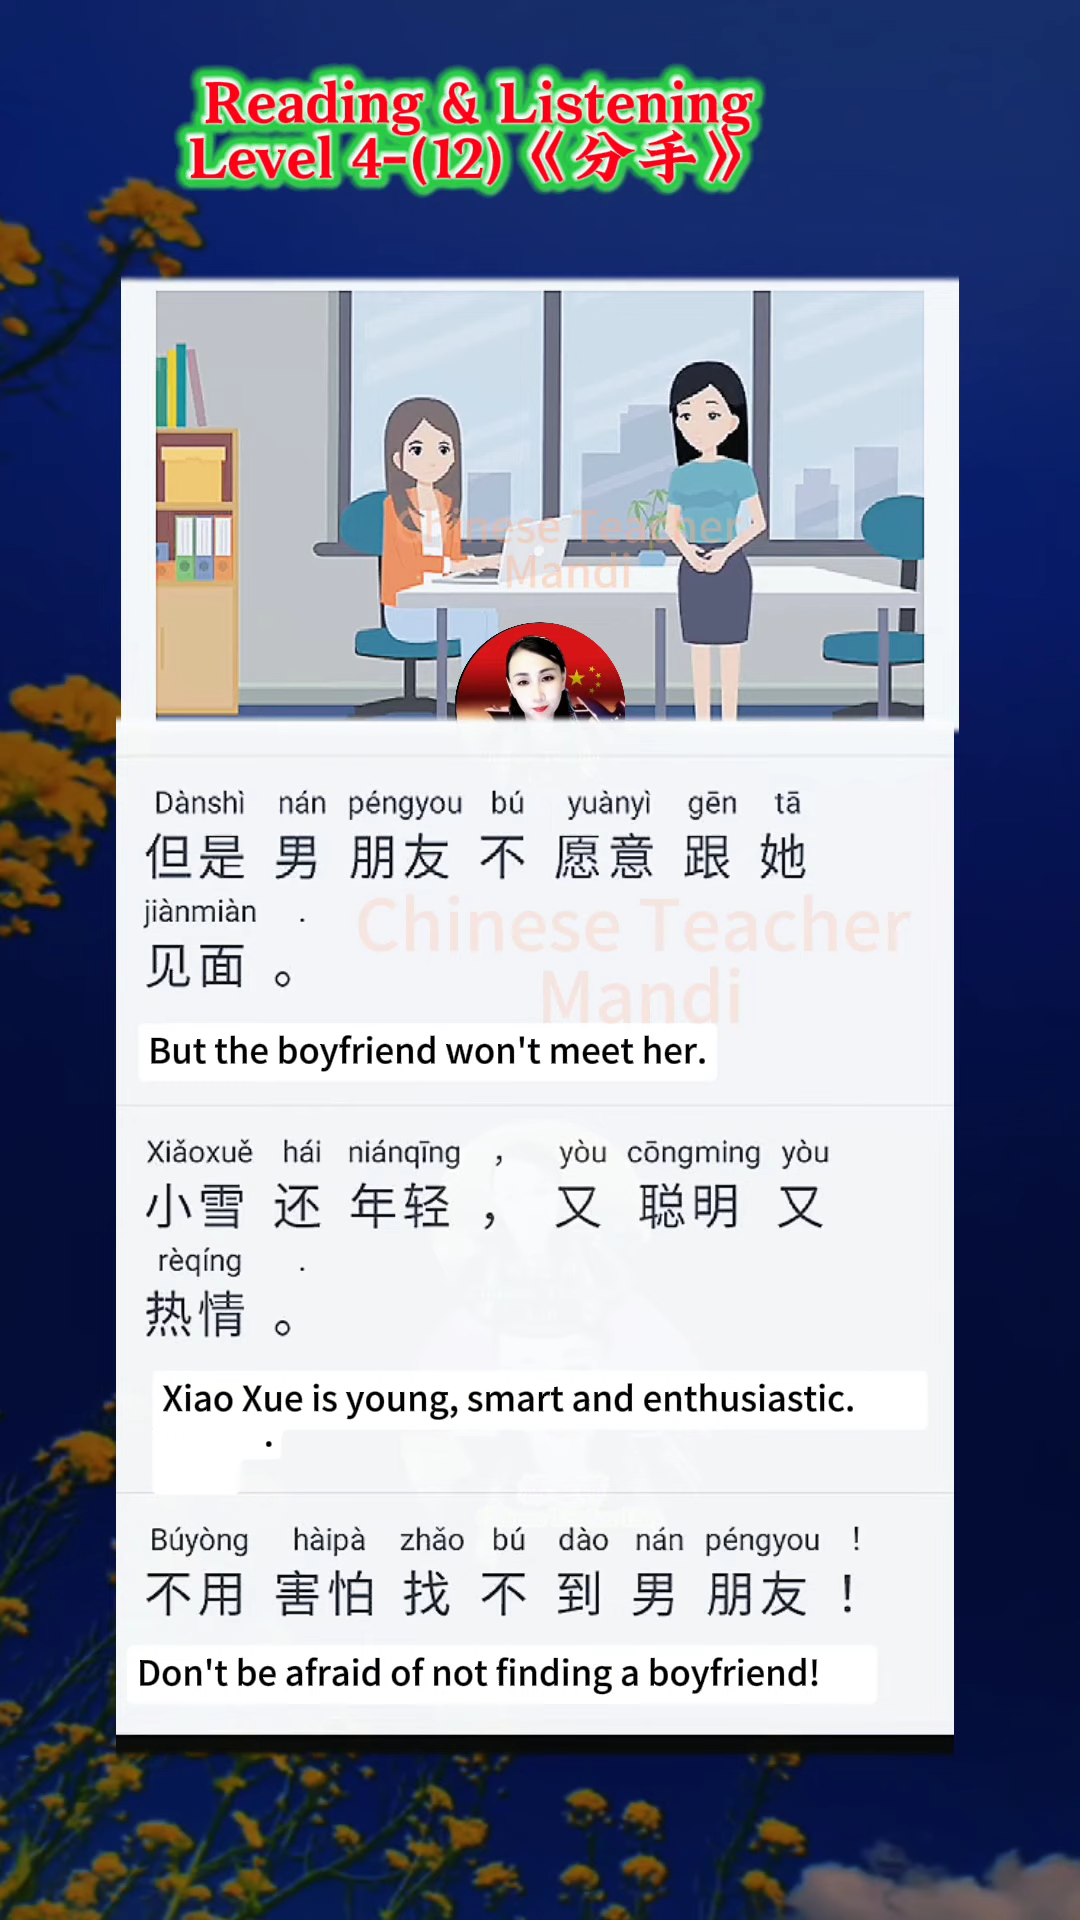 Reading & Listening
Level 4-(12)《分手》
Chinese Teacher
Mandi
Dànshì nán péngyou bú yuànyì gēn tā
但是 男 朋友 不 愿意 跟 她
jiànmiàn .
见面 。
Chinese Teacher
Mandi
But the boyfriend won't meet her.
Xiǎoxuě hái niánqīng , yòu cōngming yòu
小雪 还 年轻 , 又 聪明 又
rèqíng .
热情 。
Xiao Xue is young, smart and enthusiastic.
.
Búyòng hàipà zhǎo bú dào nán péngyou !
不用 害怕 找 不 到 男 朋友 !
Don't be afraid of not finding a boyfriend!